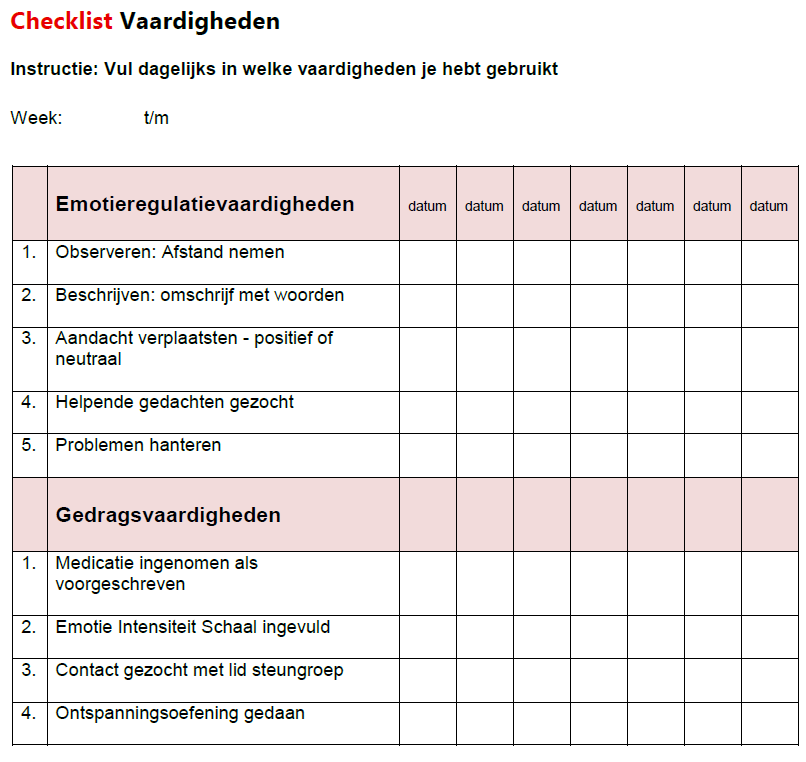 Checklist Vaardigheden
Instructie: Vul dagelijks in welke vaardigheden je hebt gebruikt
Week: t/m
Emotieregulatievaardigheden datum datum datum datum datum datum datum
1. Observeren: Afstand nemen
2. Beschrijven: omschrijf met woorden
3. Aandacht verplaatsten - positief of
neutraal
4. Helpende gedachten gezocht
5. Problemen hanteren
Gedragsvaardigheden
1. Medicatie ingenomen als
voorgeschreven
2. Emotie Intensiteit Schaal ingevuld
3. Contact gezocht met lid steungroep
4. Ontspanningsoefening gedaan